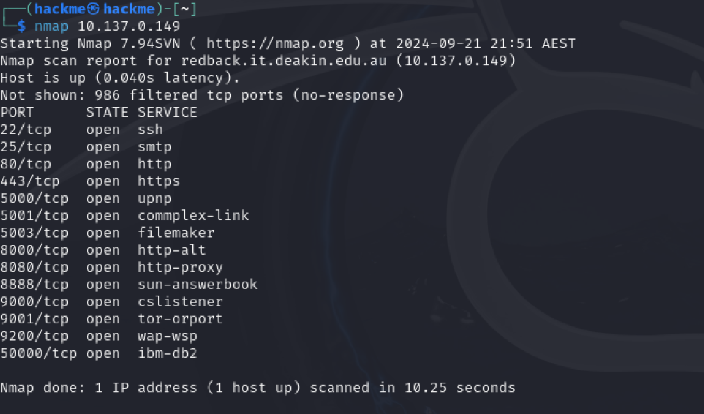 ┌──(hackme㉿hackme)-[~]
└─$ nmap 10.137.0.149
Starting Nmap 7.94SVN ( https://nmap.org ) at 2024-09-21 21:51 AEST
Nmap scan report for redback.it.deakin.edu.au (10.137.0.149)
Host is up (0.040s latency).
Not shown: 986 filtered tcp ports (no-response)
PORT      STATE SERVICE
22/tcp    open  ssh
25/tcp    open  smtp
80/tcp    open  http
443/tcp   open  https
5000/tcp  open  upnp
5001/tcp  open  commplex-link
5003/tcp  open  filemaker
8000/tcp  open  http-alt
8080/tcp  open  http-proxy
8888/tcp  open  sun-answerbook
9000/tcp  open  cslistener
9001/tcp  open  tor-orport
9200/tcp  open  wap-wsp
50000/tcp open  ibm-db2
Nmap done: 1 IP address (1 host up) scanned in 10.25 seconds